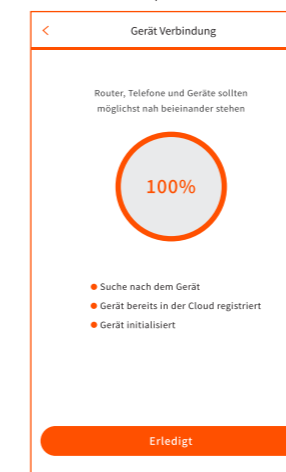 Gerät Verbindung
Router, Telefone und Geräte sollten
möglichst nah beieinander stehen
100%
Suche nach dem Gerät
Gerät bereits in der Cloud registriert
Gerät initialisiert
Erledigt